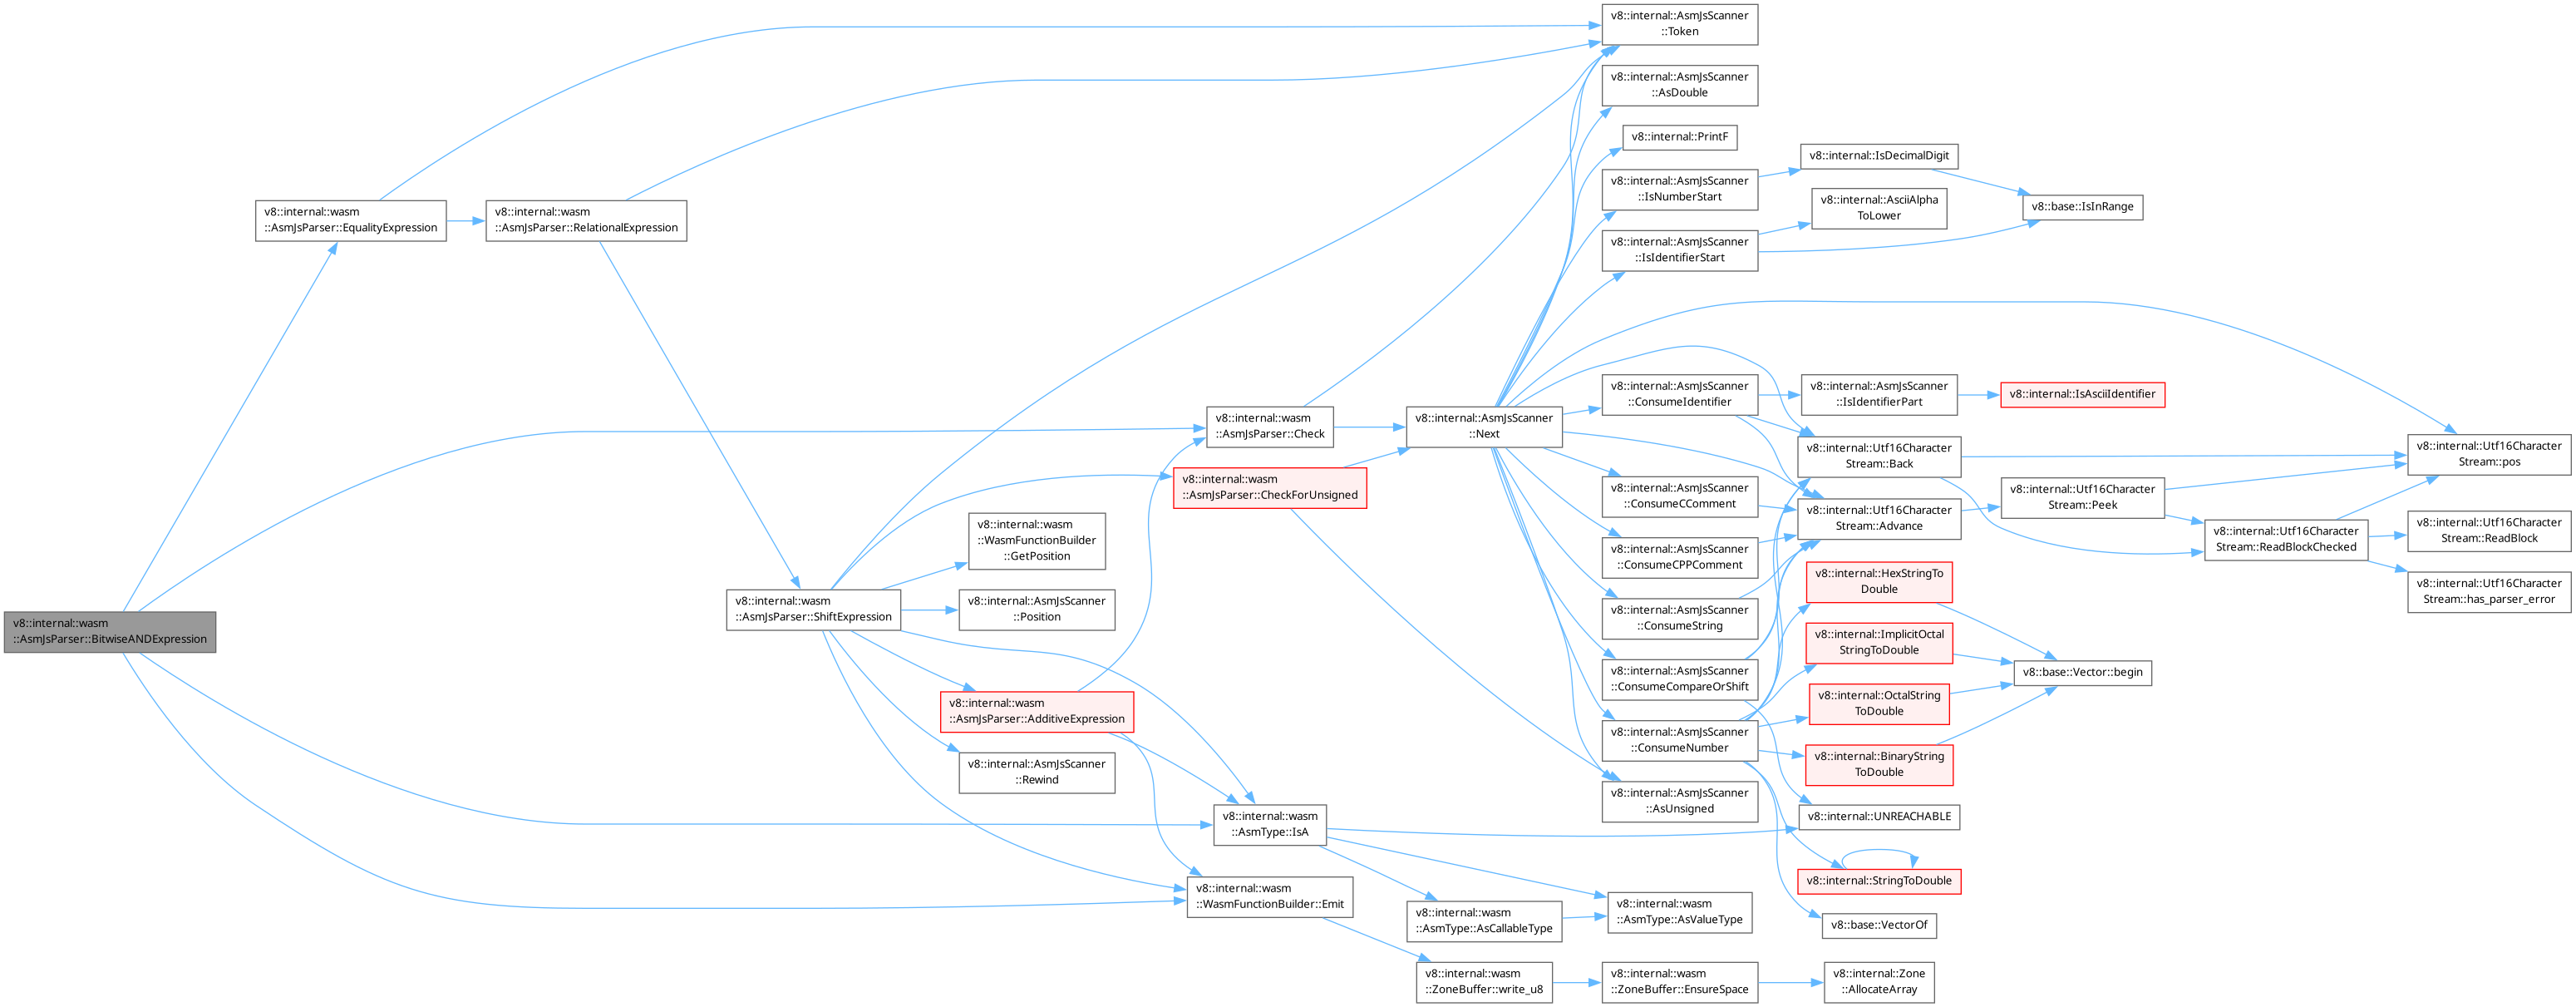 v8::internal::wasm
::AsmJsParser::BitwiseANDExpression
v8::internal::wasm
::AsmJsParser::EqualityExpression
v8::internal::wasm
::AsmJsParser::RelationalExpression
v8::internal::wasm
::AsmJsParser::ShiftExpression
v8::internal::wasm
::WasmFunctionBuilder
::GetPosition
v8::internal::AsmJsScanner
::Position
v8::internal::wasm
::AsmJsParser::AdditiveExpression
v8::internal::AsmJsScanner
::Rewind
v8::internal::wasm
::AsmJsParser::Check
v8::internal::wasm
::AsmJsParser::CheckForUnsigned
v8::internal::wasm
::AsmType::IsA
v8::internal::wasm
::WasmFunctionBuilder::Emit
v8::internal::AsmJsScanner
::Next
v8::internal::wasm
::AsmType::AsCallableType
v8::internal::wasm
::ZoneBuffer::write_u8
v8::internal::AsmJsScanner
::Token
v8::internal::AsmJsScanner
::AsDouble
v8::internal::PrintF
v8::internal::AsmJsScanner
::IsNumberStart
v8::internal::AsmJsScanner
::IsIdentifierStart
v8::internal::AsmJsScanner
::ConsumeIdentifier
v8::internal::AsmJsScanner
::ConsumeCComment
v8::internal::AsmJsScanner
::ConsumeCPPComment
v8::internal::AsmJsScanner
::ConsumeString
v8::internal::AsmJsScanner
::ConsumeCompareOrShift
v8::internal::AsmJsScanner
::ConsumeNumber
v8::internal::AsmJsScanner
::AsUnsigned
v8::internal::wasm
::AsmType::AsValueType
v8::internal::wasm
::ZoneBuffer::EnsureSpace
v8::internal::IsDecimalDigit
v8::internal::AsciiAlpha
ToLower
v8::internal::AsmJsScanner
::IsIdentifierPart
v8::internal::Utf16Character
Stream::Back
v8::internal::Utf16Character
Stream::Advance
v8::internal::HexStringTo
Double
v8::internal::ImplicitOctal
StringToDouble
v8::internal::OctalString
ToDouble
v8::internal::BinaryString
ToDouble
v8::internal::UNREACHABLE
v8::internal::StringToDouble
v8::base::VectorOf
v8::internal::Zone
::AllocateArray
v8::base::IsInRange
v8::internal::IsAsciiIdentifier
v8::internal::Utf16Character
Stream::Peek
v8::base::Vector::begin
v8::internal::Utf16Character
Stream::ReadBlockChecked
v8::internal::Utf16Character
Stream::pos
v8::internal::Utf16Character
Stream::ReadBlock
v8::internal::Utf16Character
Stream::has_parser_error